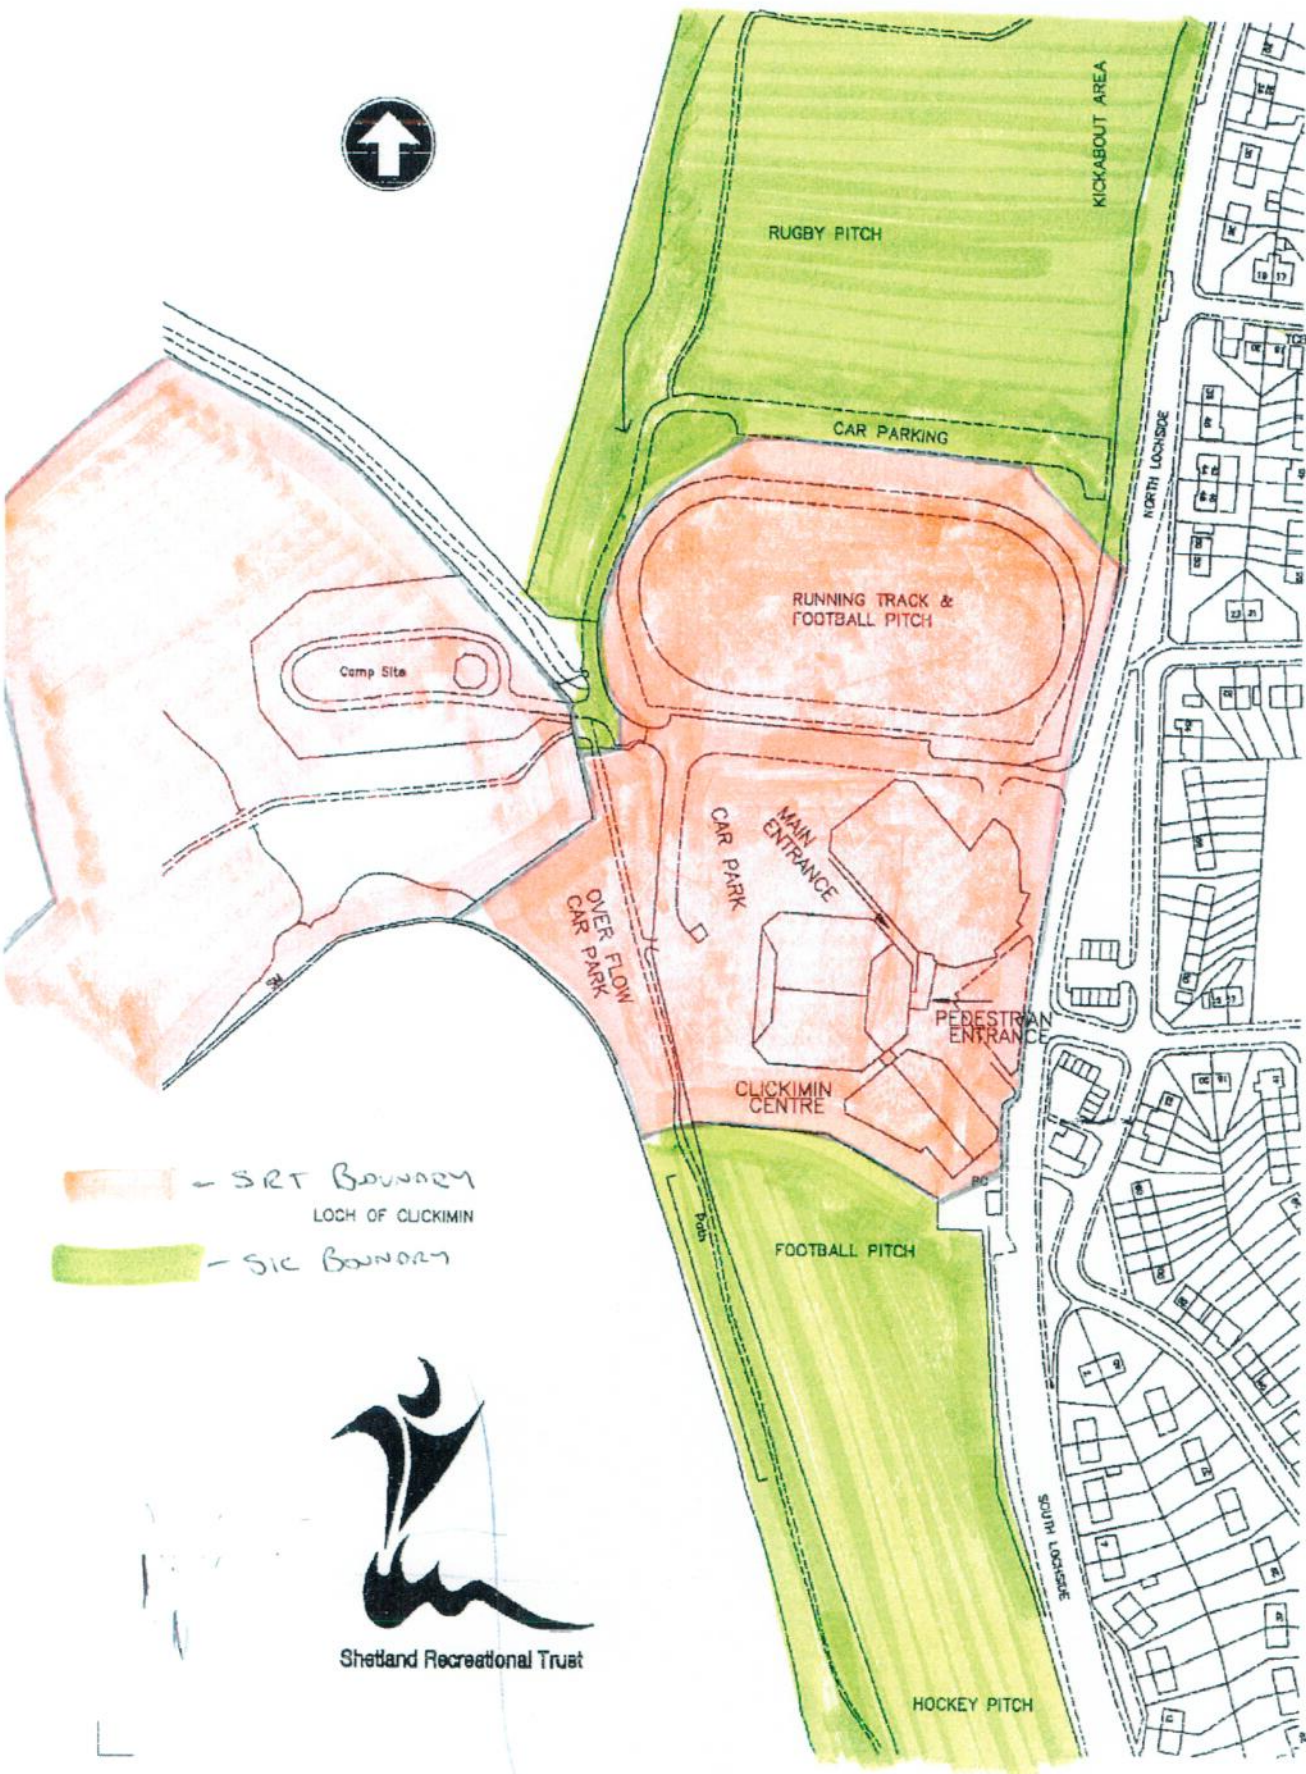 KICKABOUT AREA
RUGBY PITCH
CAR PARKING
NORTH LOCHSIDE
RUNNING TRACK &
FOOTBALL PITCH
Camp Site
CAR PARK
MAIN
ENTRANCE
OVER FLOW
CAR PARK
PEDESTRIAN
ENTRANCE
CLICKIMIN
CENTRE
- SRT BOUNDARY
LOCH OF CLICKIMIN
- SIC BOUNDARY
Path
FOOTBALL PITCH
SOUTH LOCHSIDE
HOCKEY PITCH
Shetland Recreational Trust